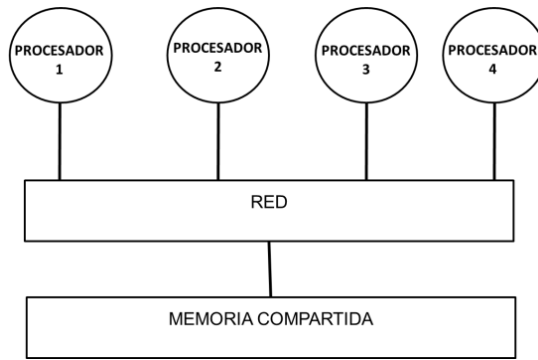 PROCESADOR
1
PROCESADOR
2
PROCESADOR
3
PROCESADOR
4
RED
MEMORIA COMPARTIDA